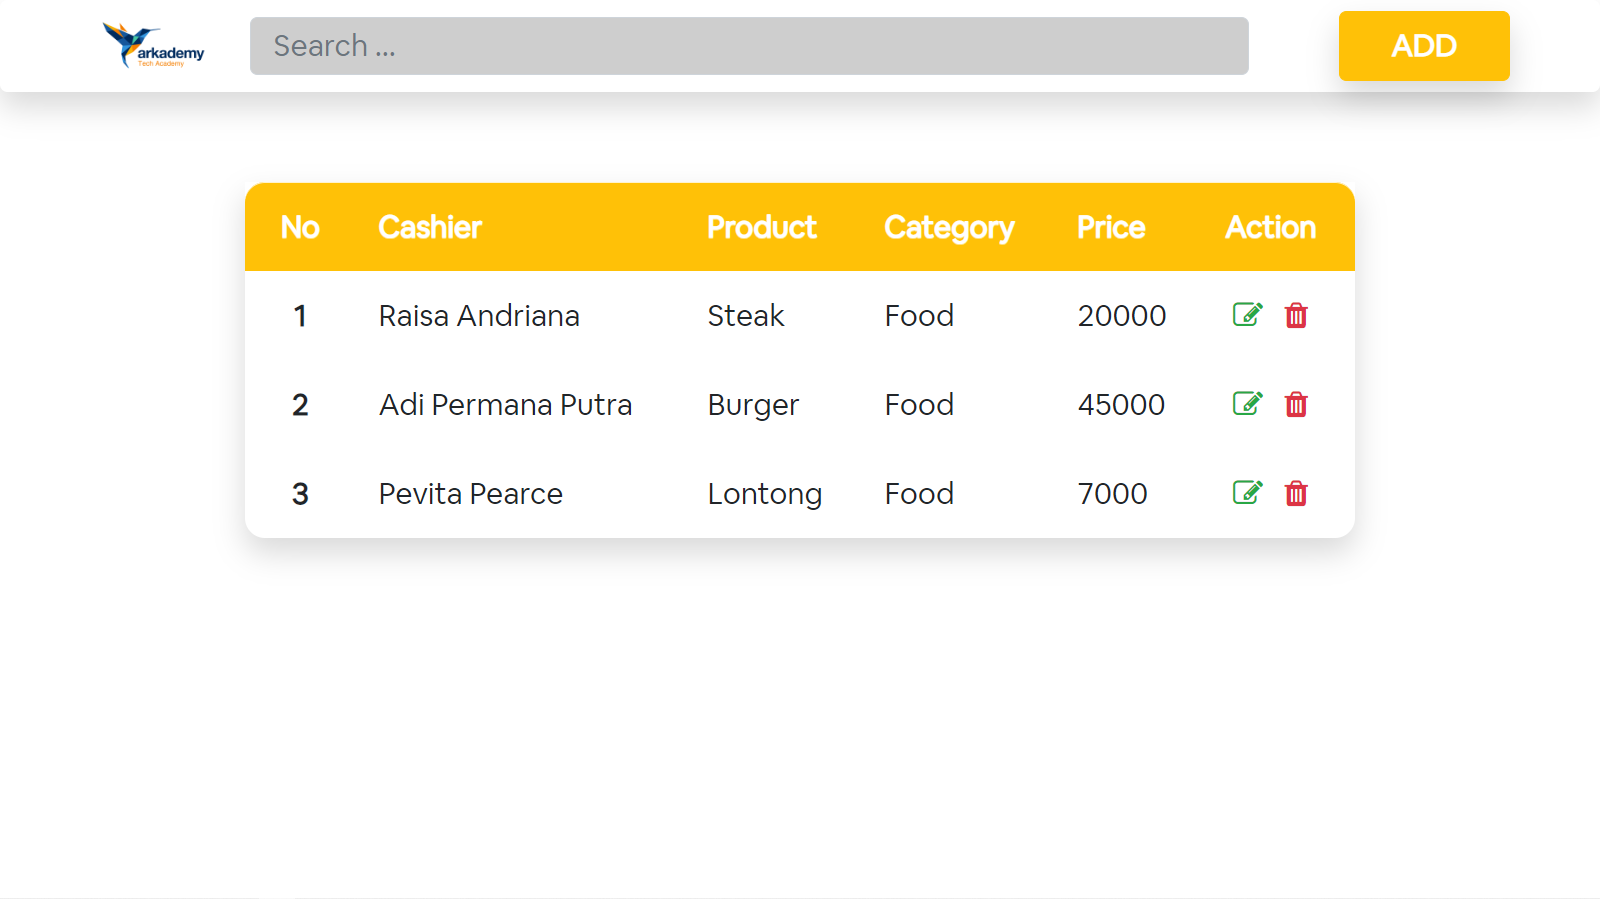 arkademy
Tech Academy
Search ...
ADD
No Cashier Product Category Price Action
1 Raisa Andriana Steak Food 20000
2 Adi Permana Putra Burger Food 45000
3 Pevita Pearce Lontong Food 7000